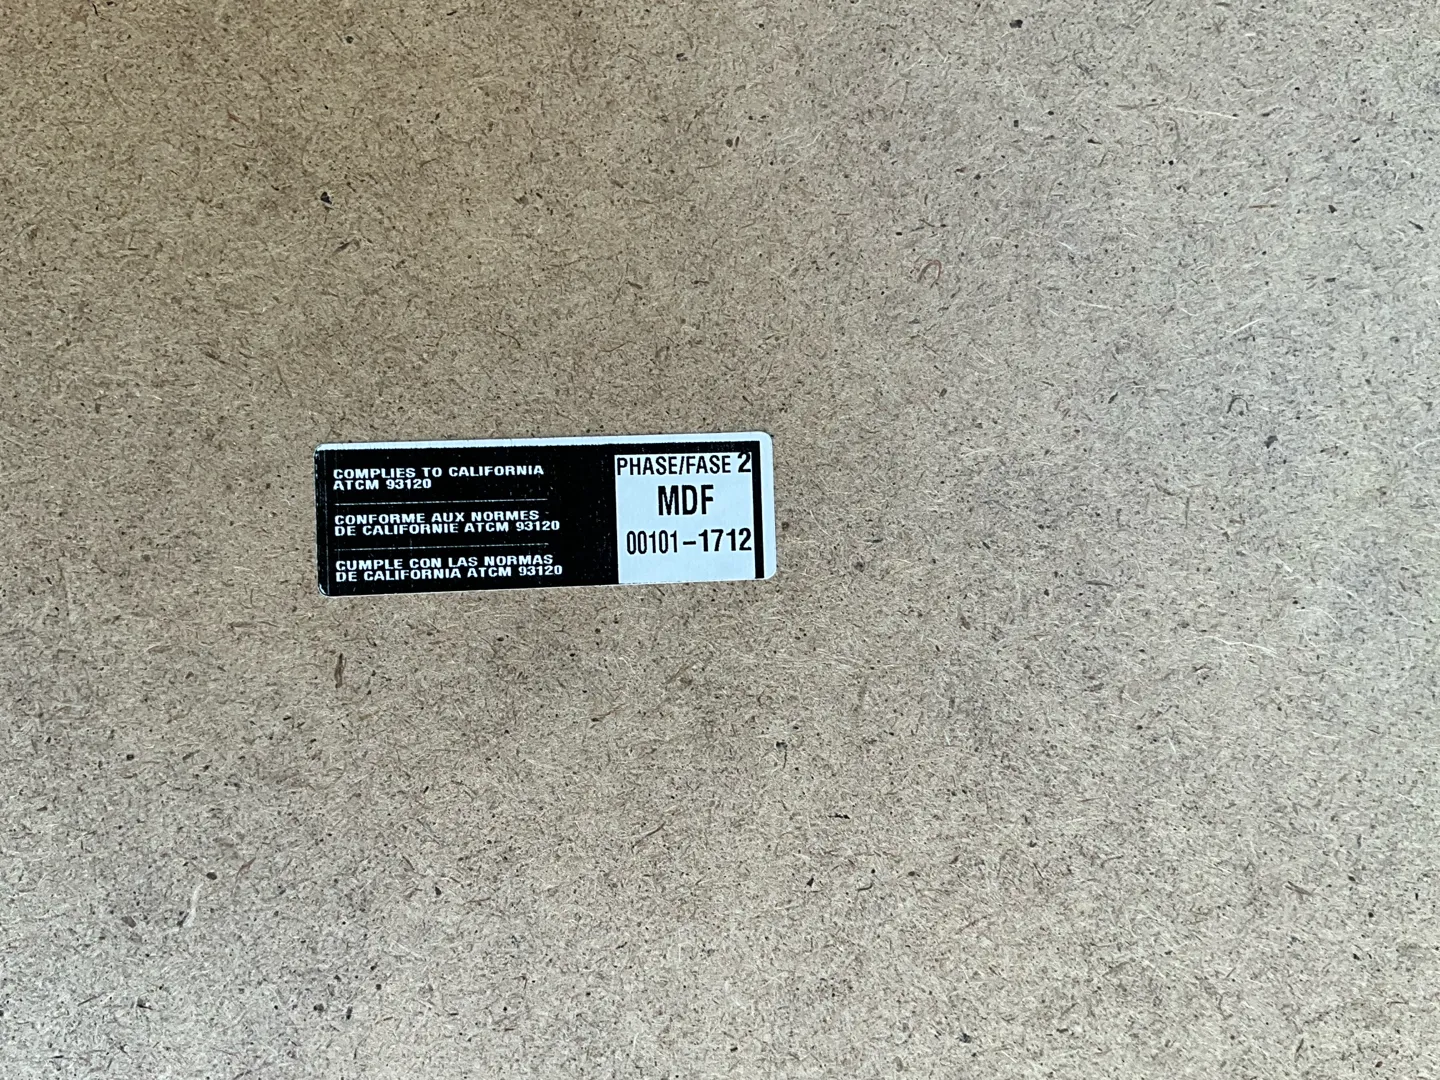 COMPLIES TO CALIFORNIA
ATCM 93120
CONFORME AUX NORMES
DE CALIFORNIE ATCM 93120
CUMPLE CON LAS NORMAS
DE CALIFORNIA ATCM 93120
PHASE/FASE 2
MDF
00101-1712